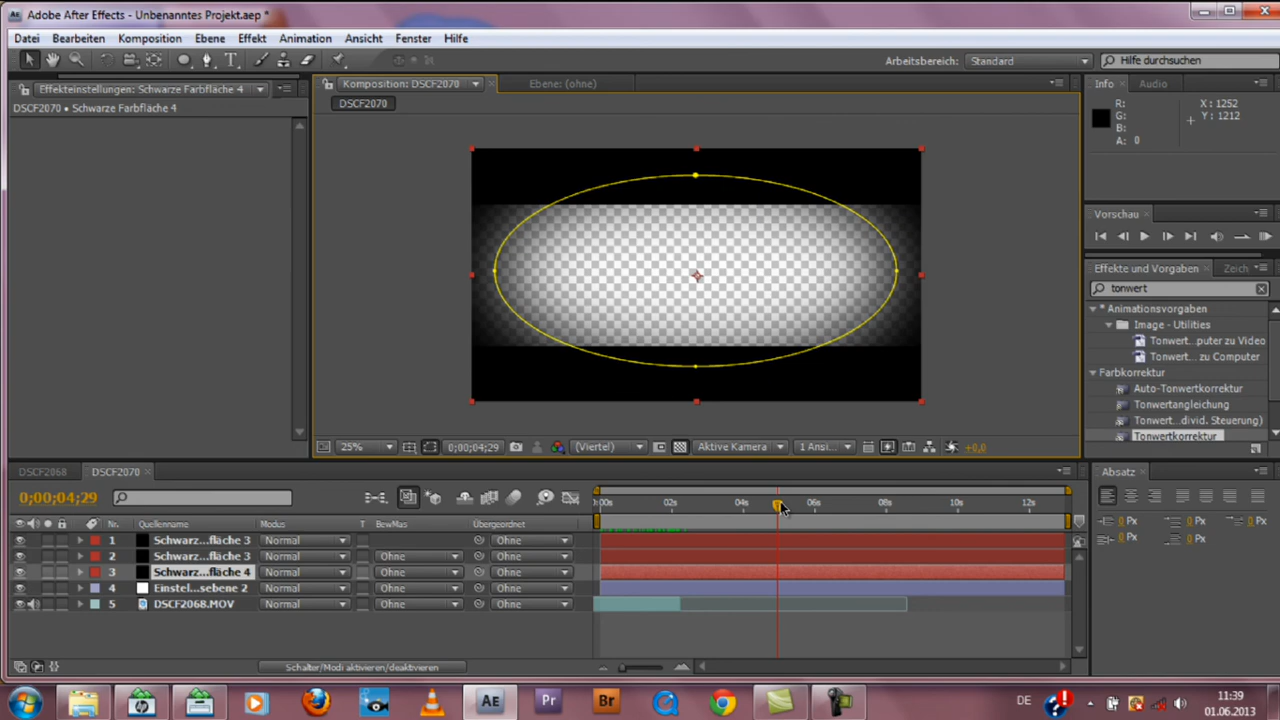 Ae Adobe After Effects - Unbenanntes Projekt.aep *
Datei Bearbeiten Komposition Ebene Effekt Animation Ansicht Fenster Hilfe
T Arbeitsbereich: Standard Hilfe durchsuchen
Effekteinstellungen: Schwarze Farbfläche 4
DSCF2070 • Schwarze Farbfläche 4
Komposition: DSCF2070
Ebene: (ohne)
DSCF2070
25% 0;00;04;29 (Viertel) Aktive Kamera 1 Ansi... +0,0
Info Audio
R: X : 1252
G: Y : 1212
B:
A: 0
Vorschau
Effekte und Vorgaben Zeich
tonwert
* Animationsvorgaben
Image - Utilities
Tonwert...puter zu Video
Tonwert... zu Computer
Farbkorrektur
Auto-Tonwertkorrektur
Tonwertangleichung
Tonwert...divid. Steuerung)
Tonwertkorrektur
DSCF2068 DSCF2070
0;00;04;29
0:00s 02s 04s 06s 08s 10s 12s
Nr. Quellenname Modus T BewMas Übergeordnet
1 Schwarz...fläche 3 Normal Ohne
2 Schwarz...fläche 3 Normal Ohne Ohne
3 Schwarz...fläche 4 Normal Ohne Ohne
4 Einstel...sebene 2 Normal Ohne Ohne
5 DSCF2068.MOV Normal Ohne Ohne
Schalter/Modi aktivieren/deaktivieren
Absatz
0 Px 0 Px 0 Px
0 Px 0 Px
Ae Pr Br
DE
11:39
01.06.2013